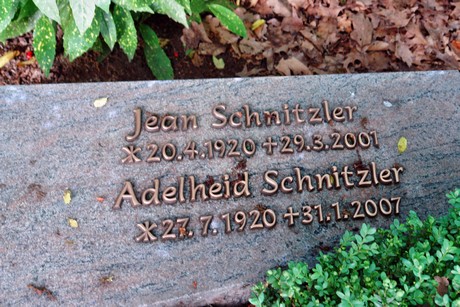 Jean Schnitzler
*20.4.1920 +29.3.2001
Adelheid Schnitzler
*27.7.1920 +31.1.2007